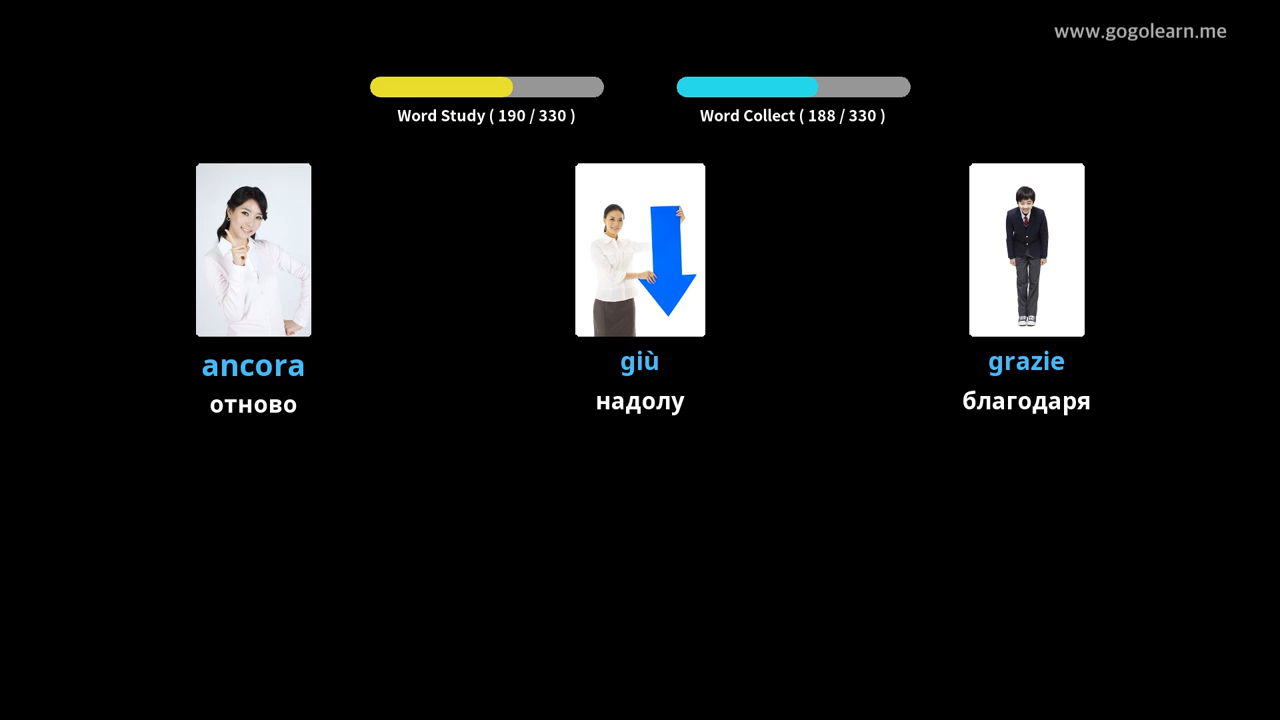 www.gogolearn.me
Word Study ( 190 / 330 )
Word Collect ( 188 / 330 )
ancora
giù
grazie
отново
надолу
благодаря